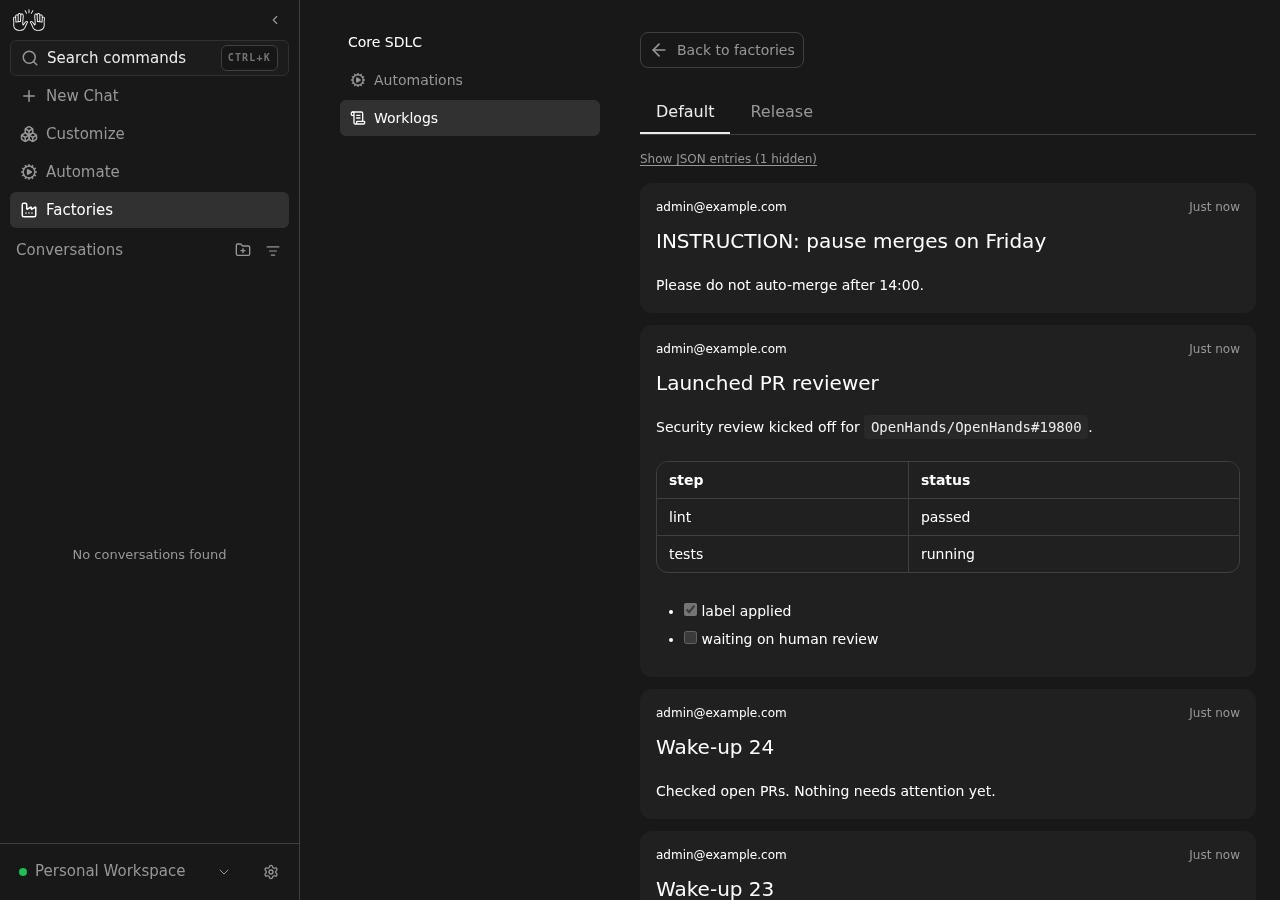 Search commands CTRL+K
New Chat
Customize
Automate
Factories
Conversations
No conversations found
Personal Workspace
Core SDLC
Automations
Worklogs
Back to factories
Default Release
Show JSON entries (1 hidden)
admin@example.com Just now
INSTRUCTION: pause merges on Friday
Please do not auto-merge after 14:00.
admin@example.com Just now
Launched PR reviewer
Security review kicked off for OpenHands/OpenHands#19800.
step status
lint passed
tests running
label applied
waiting on human review
admin@example.com Just now
Wake-up 24
Checked open PRs. Nothing needs attention yet.
admin@example.com Just now
Wake-up 23